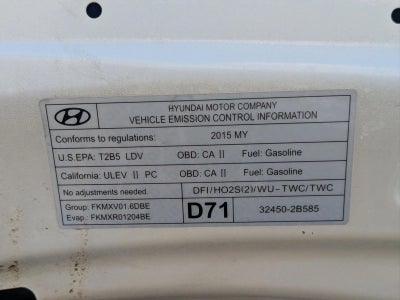 HYUNDAI MOTOR COMPANY
VEHICLE EMISSION CONTROL INFORMATION
Conforms to regulations: 2015 MY
U.S.EPA: T2B5 LDV OBD: CA II Fuel: Gasoline
California: ULEV II PC OBD: CA II Fuel: Gasoline
No adjustments needed. DFI/HO2S(2)/WU-TWC/TWC
Group: FKMXV01.6DBE
Evap.: FKMXR01204BE
D71 32450-2B585